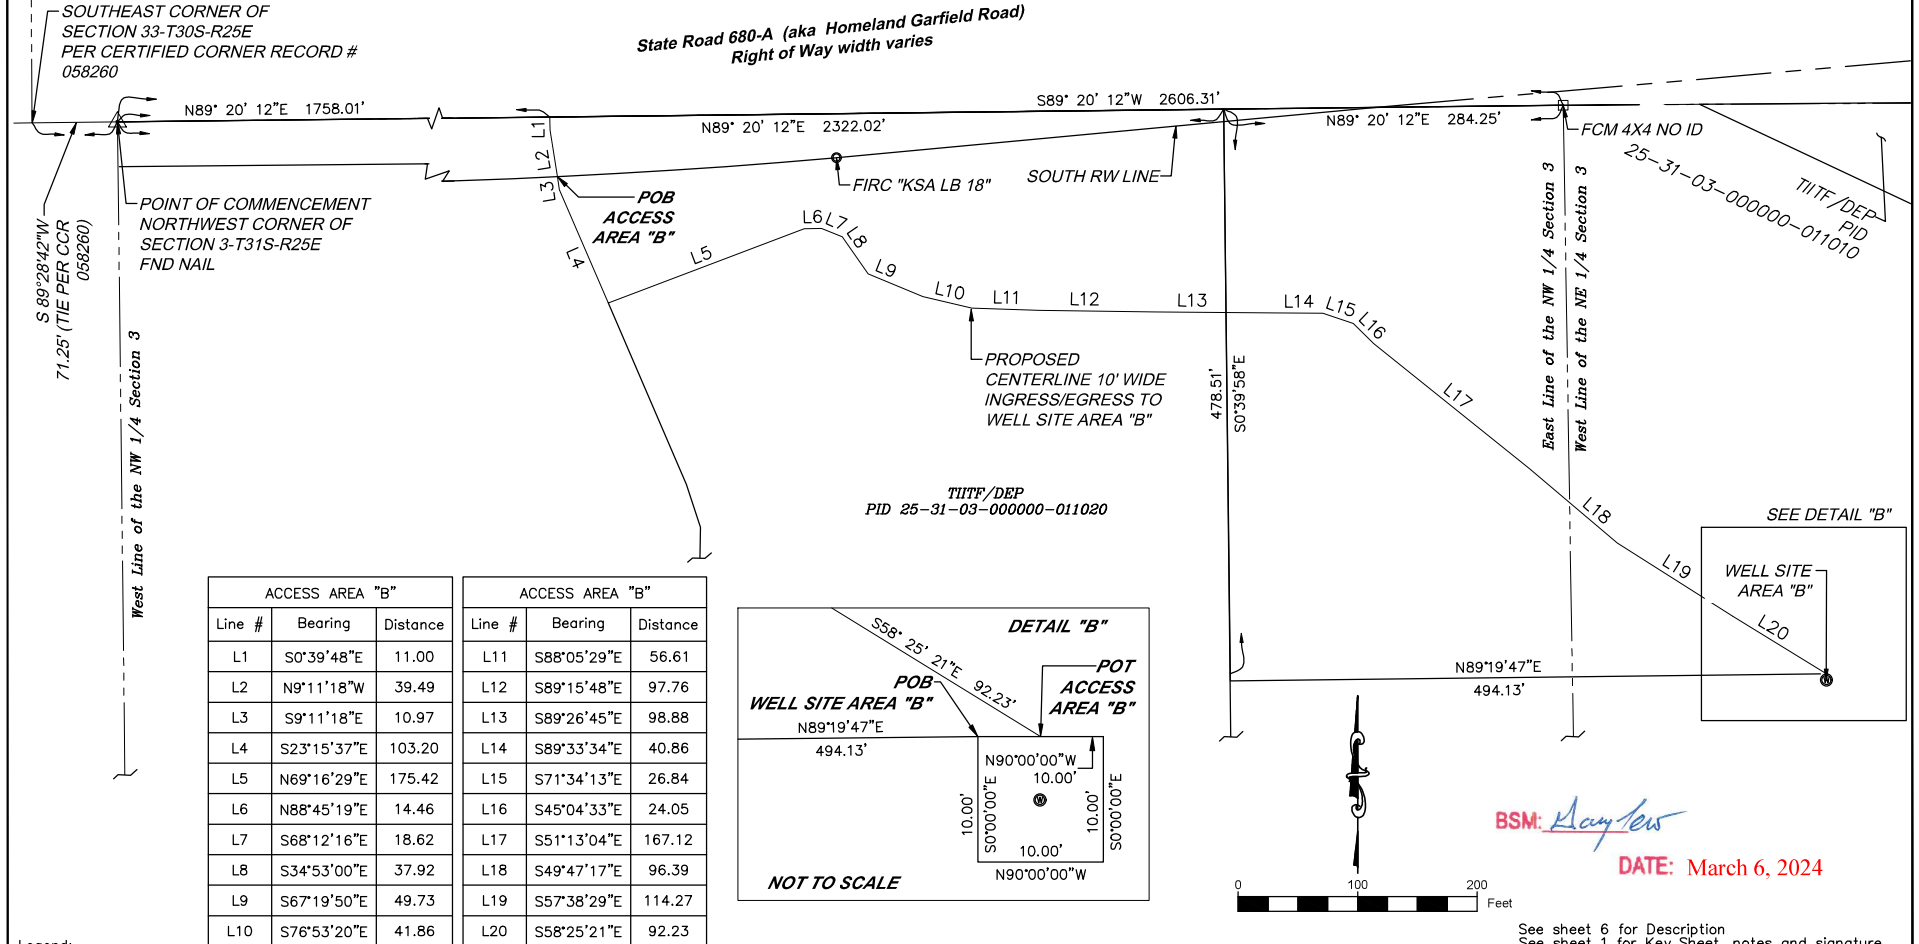 SOUTHEAST CORNER OF
SECTION 33-T30S-R25E
PER CERTIFIED CORNER RECORD #
058260
State Road 680-A (aka Homeland Garfield Road)
Right of Way width varies
N89° 20' 12"E 1758.01'
S89° 20' 12"W 2606.31'
N89° 20' 12"E 2322.02'
N89° 20' 12"E 284.25'
FCM 4X4 NO ID
25-31-03-000000-011010
TIITF/DEP
PID
L1
L2
L3
L4
FIRC "KSA LB 18"
SOUTH RW LINE
POB
ACCESS
AREA "B"
POINT OF COMMENCEMENT
NORTHWEST CORNER OF
SECTION 3-T31S-R25E
FND NAIL
S 89°28'42"W
71.25' (TIE PER CCR
058260)
West Line of the NW 1/4 Section 3
L5
L6
L7
L8
L9
L10
L11
L12
L13
L14
L15
L16
L17
L18
L19
L20
East Line of the NW 1/4 Section 3
West Line of the NE 1/4 Section 3
PROPOSED
CENTERLINE 10' WIDE
INGRESS/EGRESS TO
WELL SITE AREA "B"
478.51'
S0°39'58"E
TIITF/DEP
PID 25-31-03-000000-011020
SEE DETAIL "B"
WELL SITE
AREA "B"
W
N89°19'47"E
494.13'
ACCESS AREA "B"
Line # Bearing Distance
L1 S0°39'48"E 11.00
L2 N9°11'18"W 39.49
L3 S9°11'18"E 10.97
L4 S23°15'37"E 103.20
L5 N69°16'29"E 175.42
L6 N88°45'19"E 14.46
L7 S68°12'16"E 18.62
L8 S34°53'00"E 37.92
L9 S67°19'50"E 49.73
L10 S76°53'20"E 41.86
ACCESS AREA "B"
Line # Bearing Distance
L11 S88°05'29"E 56.61
L12 S89°15'48"E 97.76
L13 S89°26'45"E 98.88
L14 S89°33'34"E 40.86
L15 S71°34'13"E 26.84
L16 S45°04'33"E 24.05
L17 S51°13'04"E 167.12
L18 S49°47'17"E 96.39
L19 S57°38'29"E 114.27
L20 S58°25'21"E 92.23
DETAIL "B"
S58° 25' 21"E 92.23'
POB
WELL SITE AREA "B"
POT
ACCESS
AREA "B"
N89°19'47"E
494.13'
N90°00'00"W
10.00'
10.00'
S0°00'00"E
W
10.00'
S0°00'00"E
10.00'
N90°00'00"W
NOT TO SCALE
BSM:
DATE: March 6, 2024
0 100 200
Feet
See sheet 6 for Description
See sheet 1 for Key Sheet, notes and signature
Legend: